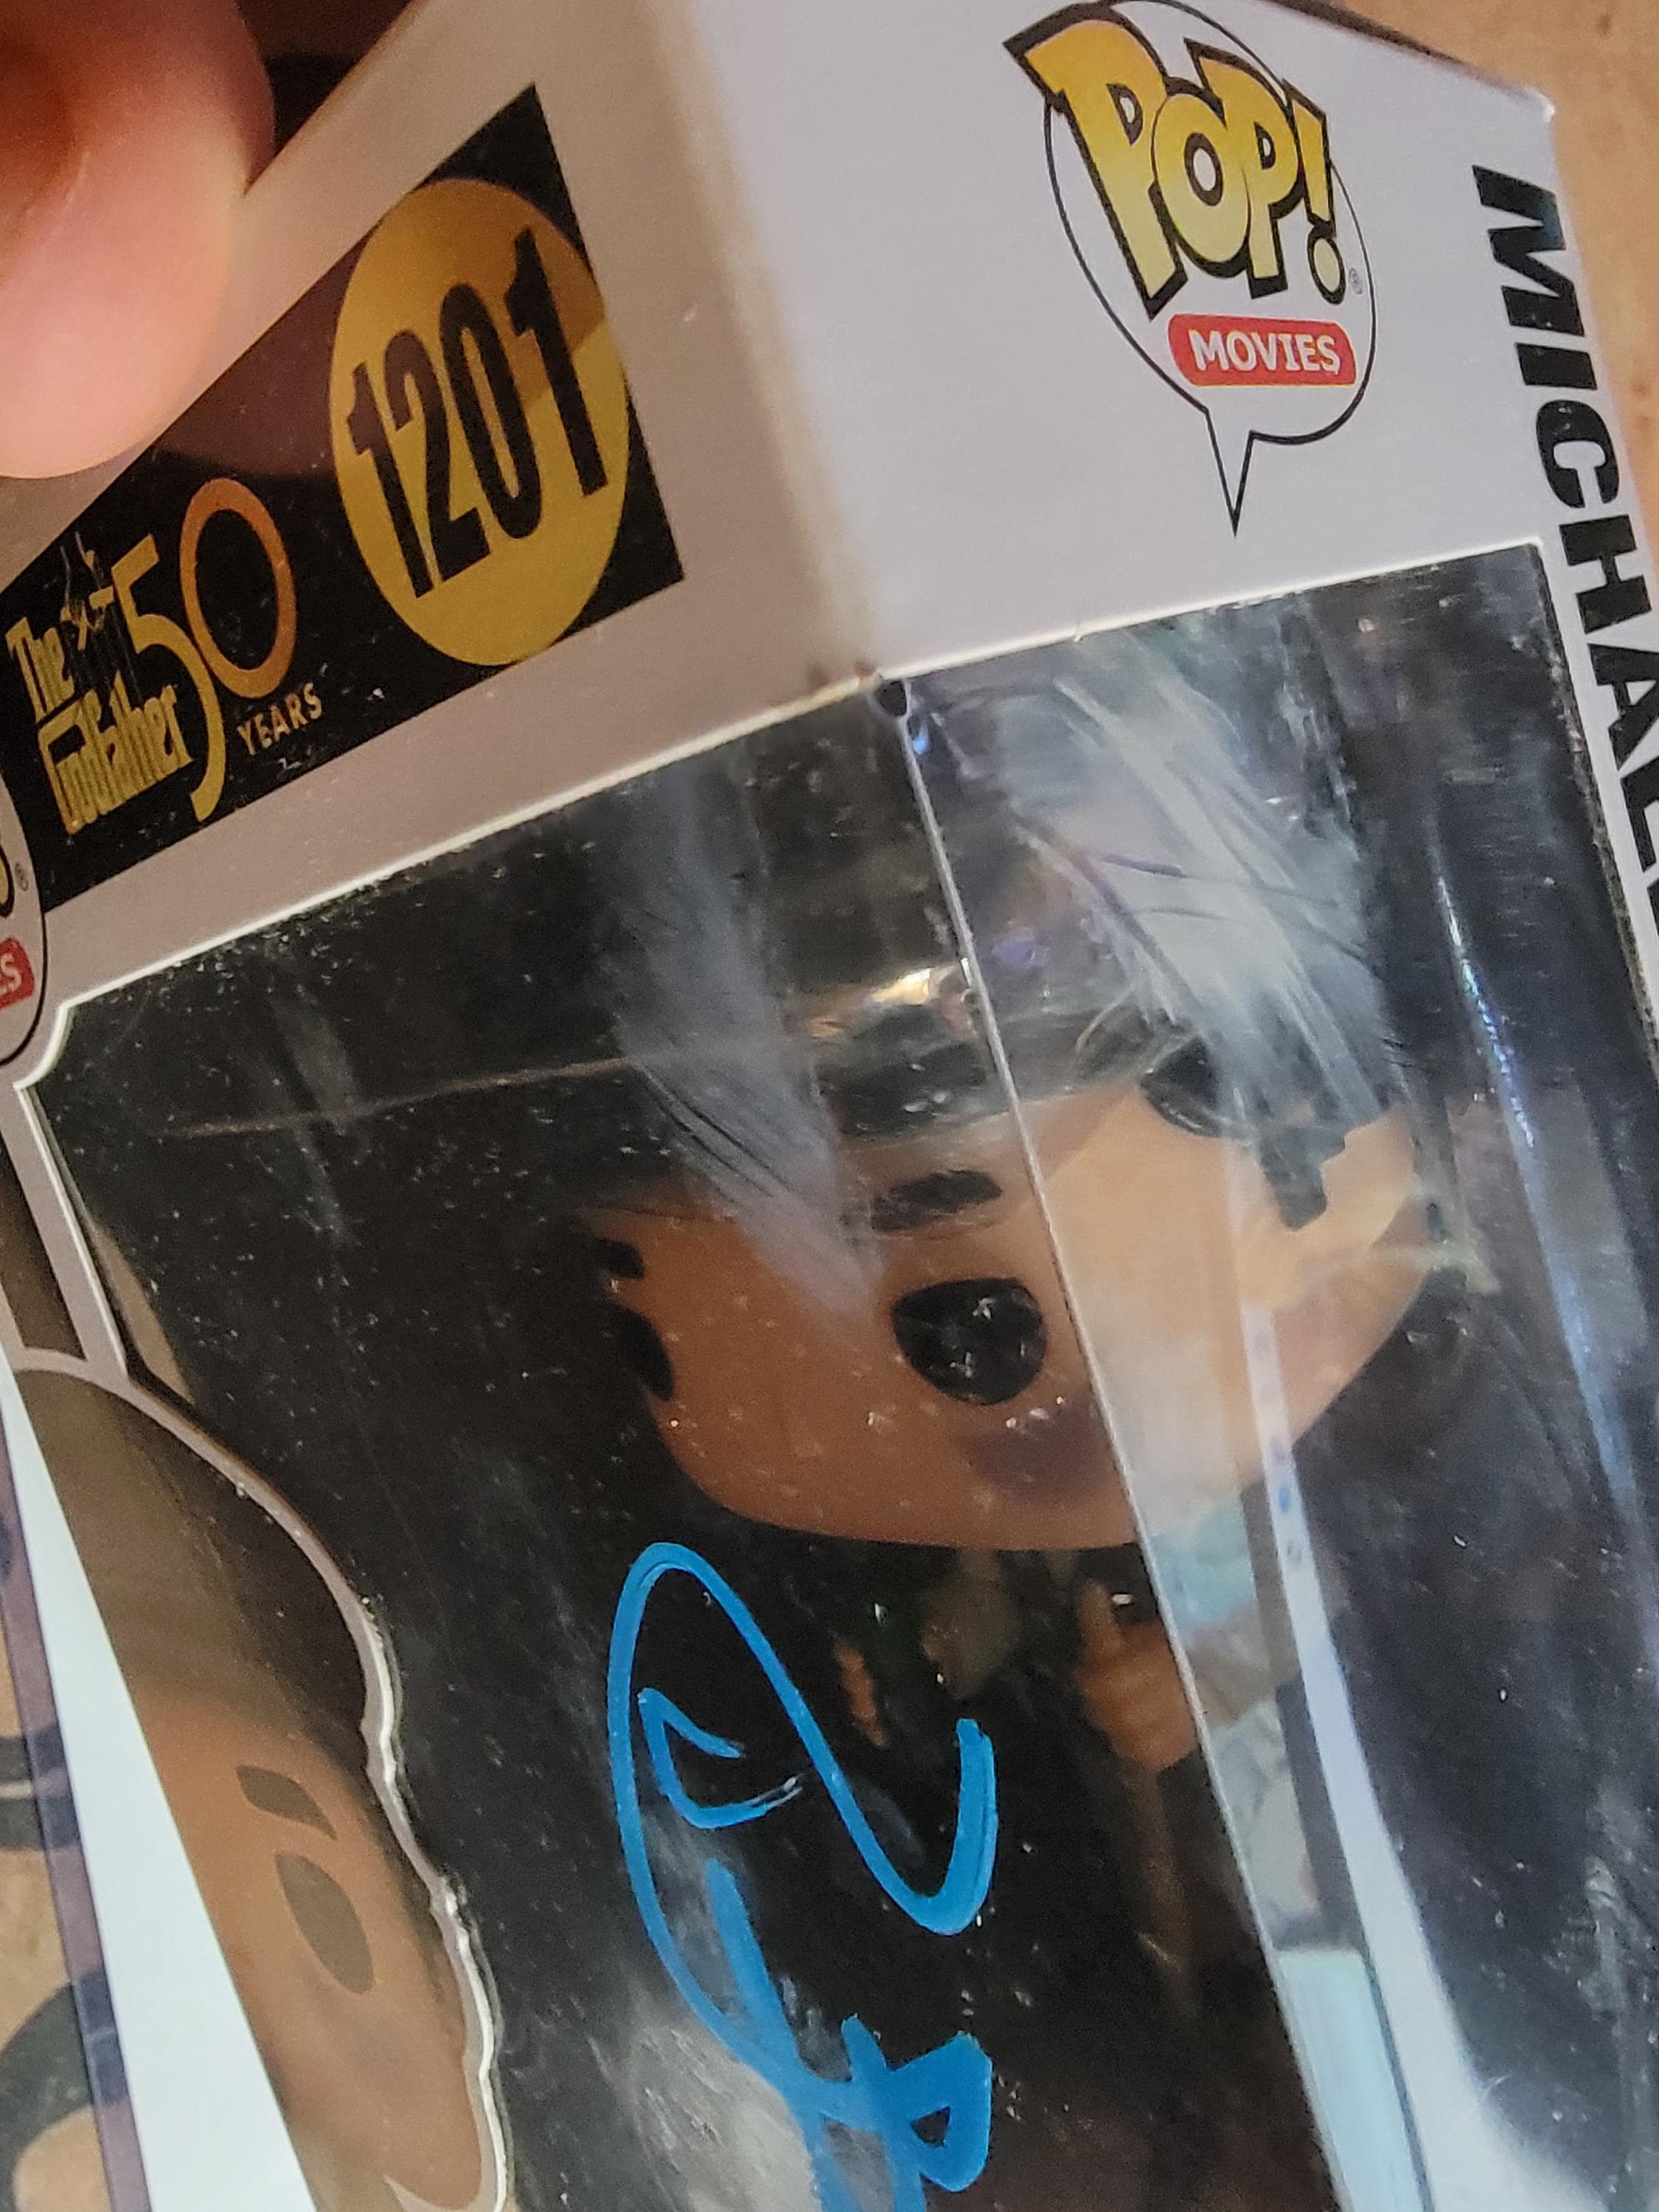 POP!
MOVIES
MICHAEL
1201
The
Godfather
50
YEARS